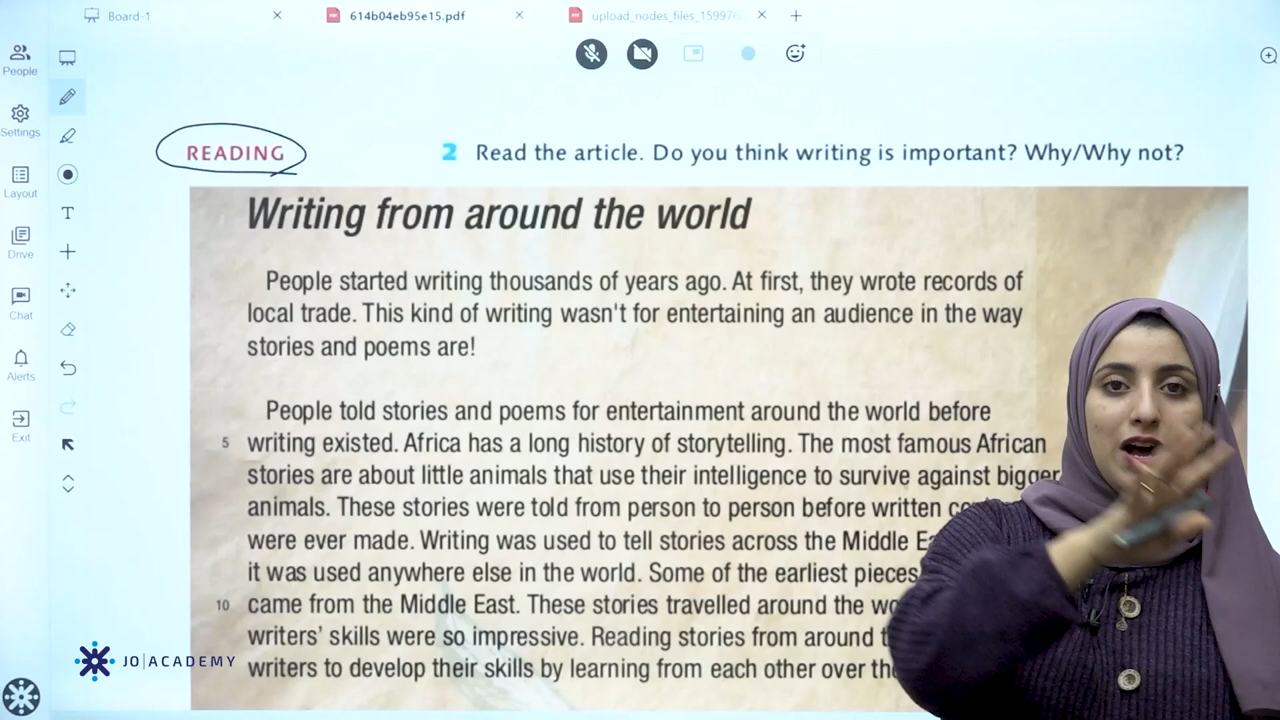 Board-1
614b04eb95e15.pdf
upload_nodes_files_15997
People
Settings
Layout
Drive
Chat
Alerts
Exit
T
READING
2 Read the article. Do you think writing is important? Why/Why not?
Writing from around the world
People started writing thousands of years ago. At first, they wrote records of
local trade. This kind of writing wasn't for entertaining an audience in the way
stories and poems are!
People told stories and poems for entertainment around the world before
5 writing existed. Africa has a long history of storytelling. The most famous African
stories are about little animals that use their intelligence to survive against bigger
animals. These stories were told from person to person before written
were ever made. Writing was used to tell stories across the Middle
it was used anywhere else in the world. Some of the earliest pieces
10 came from the Middle East. These stories travelled around the
writers' skills were so impressive. Reading stories from around
writers to develop their skills by learning from each other over
JO|ACADEMY